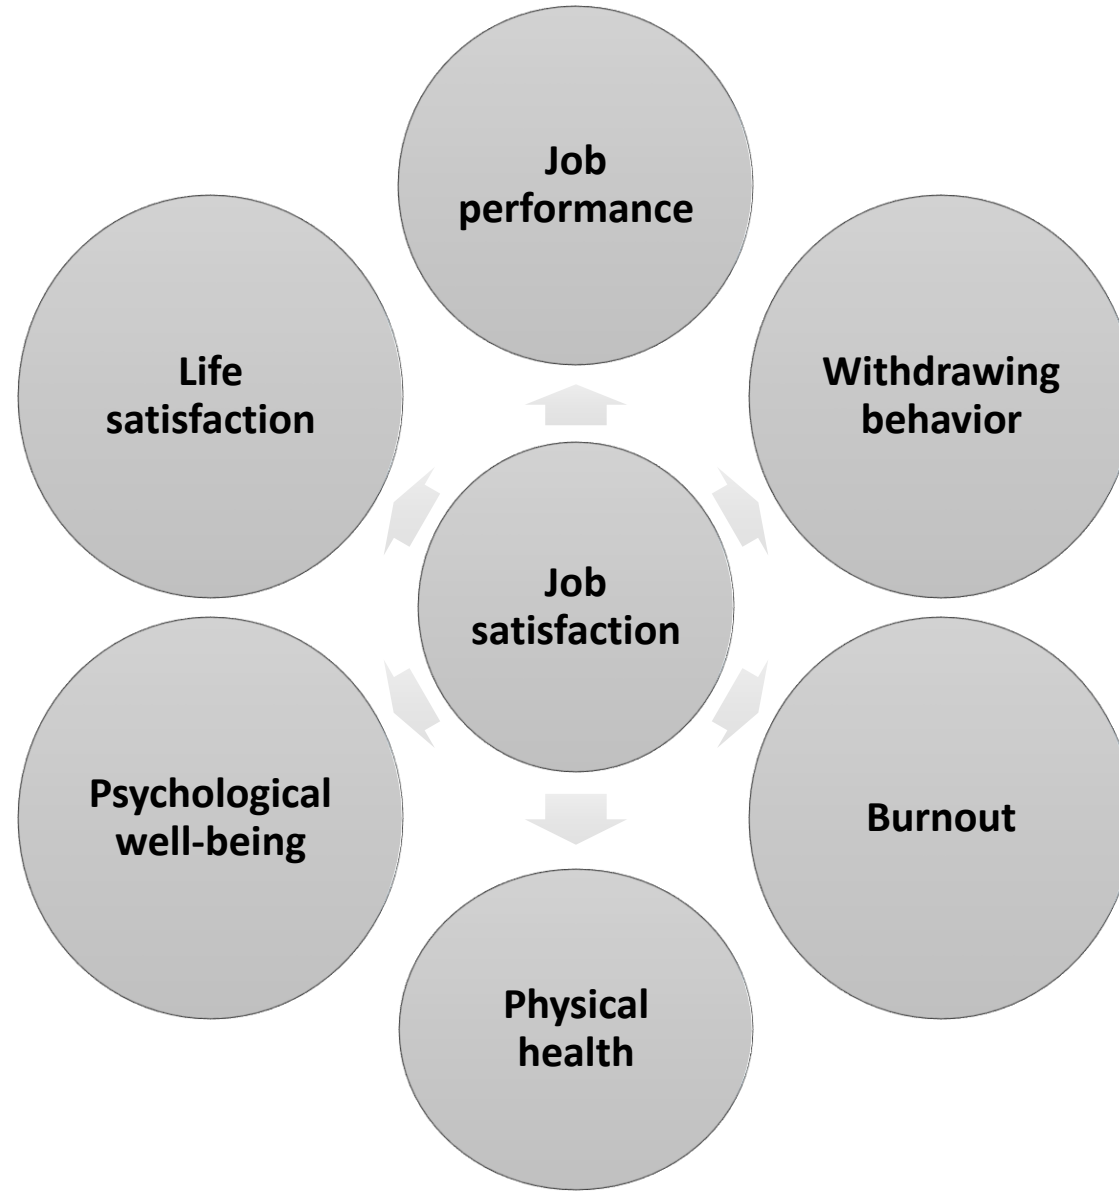 Job
performance
Life
satisfaction
Withdrawing
behavior
Job
satisfaction
Psychological
well-being
Burnout
Physical
health